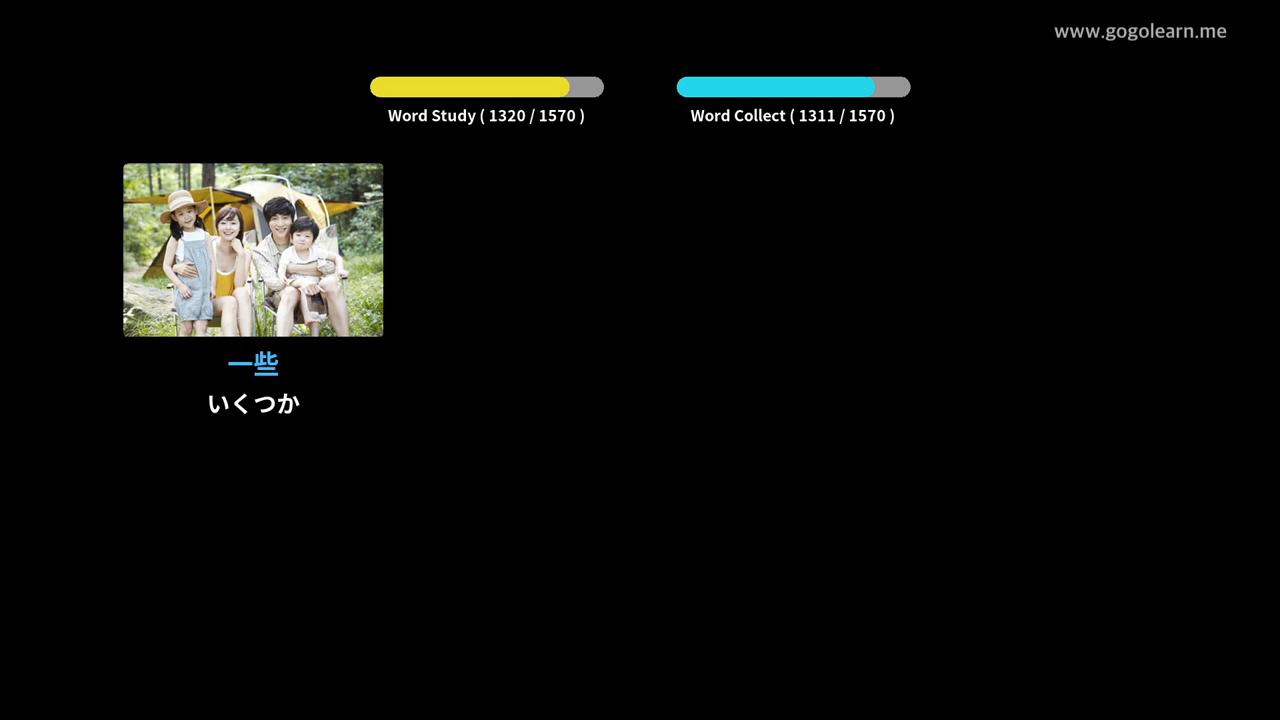 www.gogolearn.me
Word Study ( 1320 / 1570 )
Word Collect ( 1311 / 1570 )
一些
いくつか